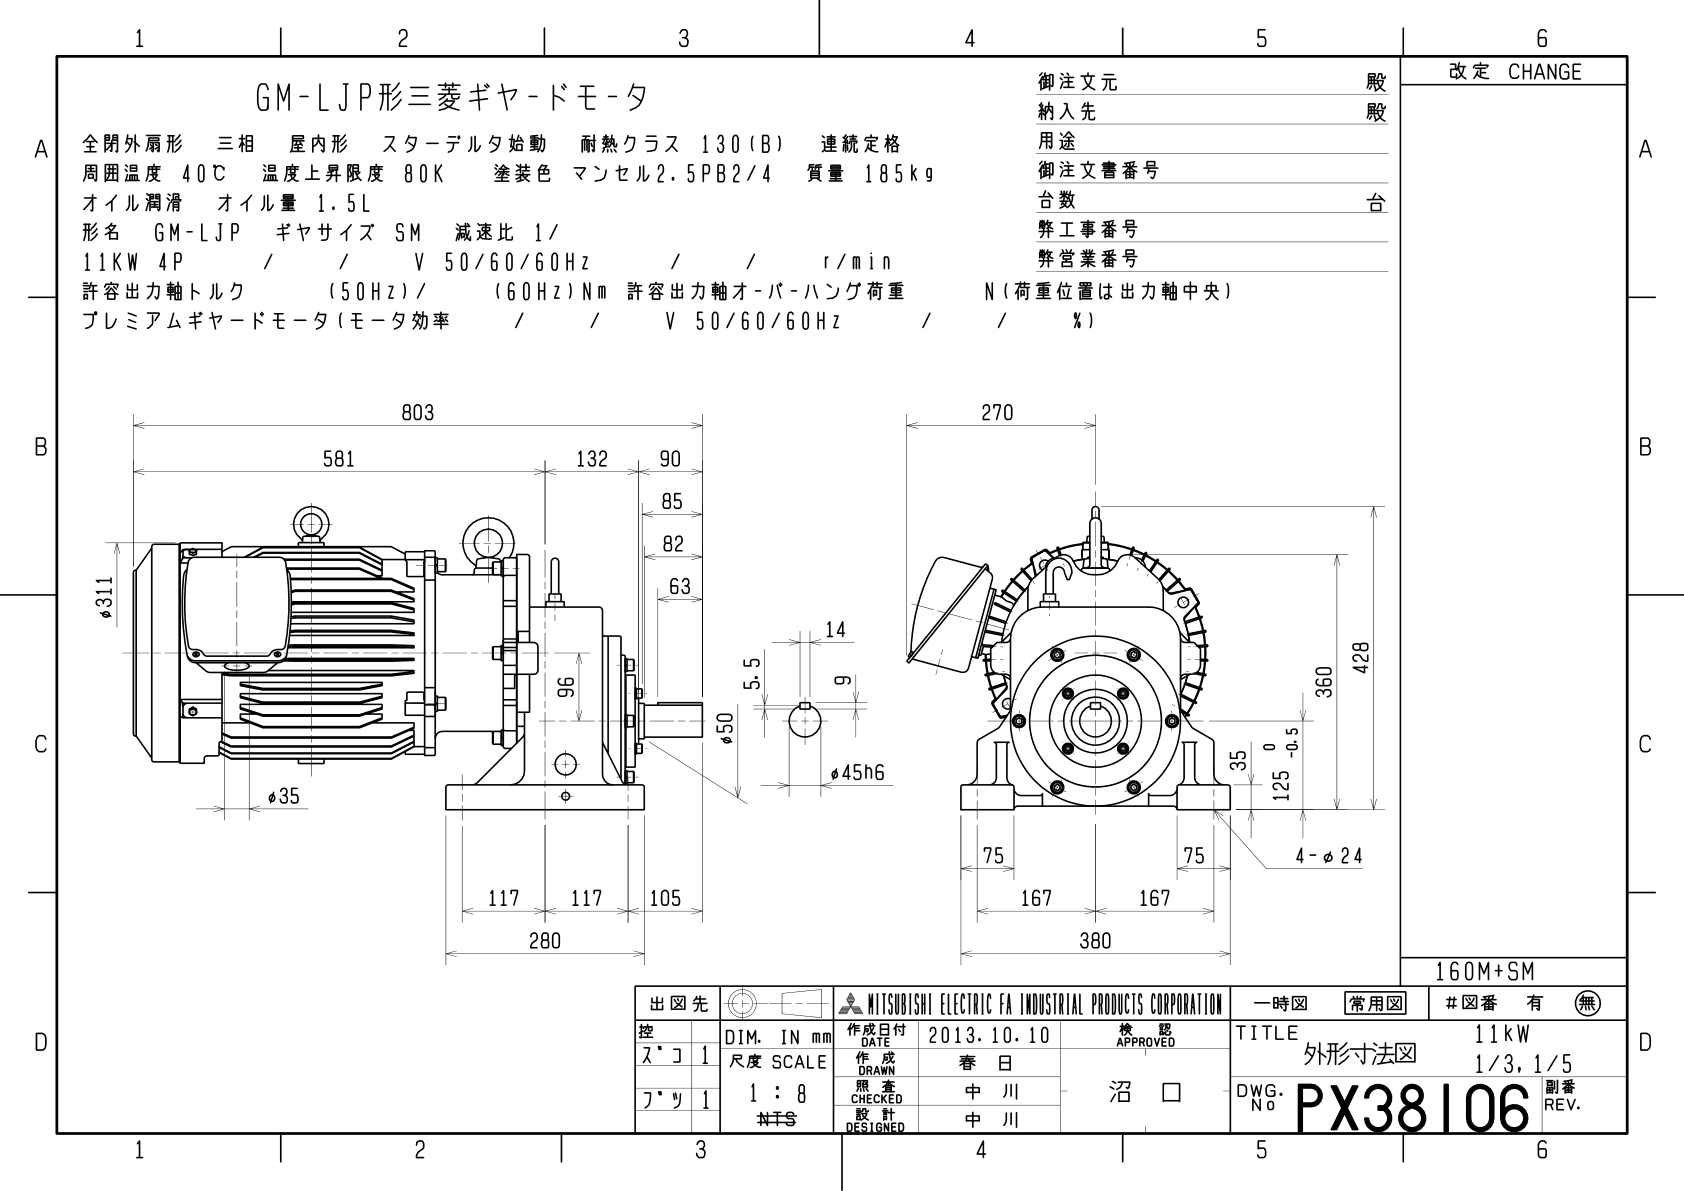 1 2 3 4 5 6
A A
B B
C C
D D
改定 CHANGE
GM-LJP形三菱ギヤードモータ
全閉外扇形 三相 屋内形 スターデルタ始動 耐熱クラス 130(B) 連続定格
周囲温度 40℃ 温度上昇限度 80K 塗装色 マンセル2.5PB2/4 質量 185kg
オイル潤滑 オイル量 1.5L
形名 GM-LJP ギヤサイズ SM 減速比 1/
11KW 4P / / V 50/60/60Hz / / r/min
許容出力軸トルク (50Hz)/ (60Hz)Nm 許容出力軸オーバーハング荷重 N(荷重位置は出力軸中央)
プレミアムギヤードモータ(モータ効率 / / V 50/60/60Hz / / %)
御注文元 殿
納入先 殿
用途
御注文書番号
台数 台
弊工事番号
弊営業番号
803
581 132 90
85
82
63
φ311
96
φ50
φ35
117 117 105
280
14
5.5
9
φ45h6
270
428
360
35
125 0 -0.5
75 75
4-φ24
167 167
380
160M+SM
出図先
控
ズコ 1
ブツ 1
DIM. IN mm
尺度 SCALE
1 : 8
NTS
MITSUBISHI ELECTRIC FA INDUSTRIAL PRODUCTS CORPORATION
作成日付 DATE 2013.10.10
作成 DRAWN 春日
照査 CHECKED 中川
設計 DESIGNED 中川
検認 APPROVED
沼口
一時図 常用図 #図番 有 無
TITLE 11kW
外形寸法図 1/3,1/5
DWG. No PX38106 副番 REV.
1 2 3 4 5 6